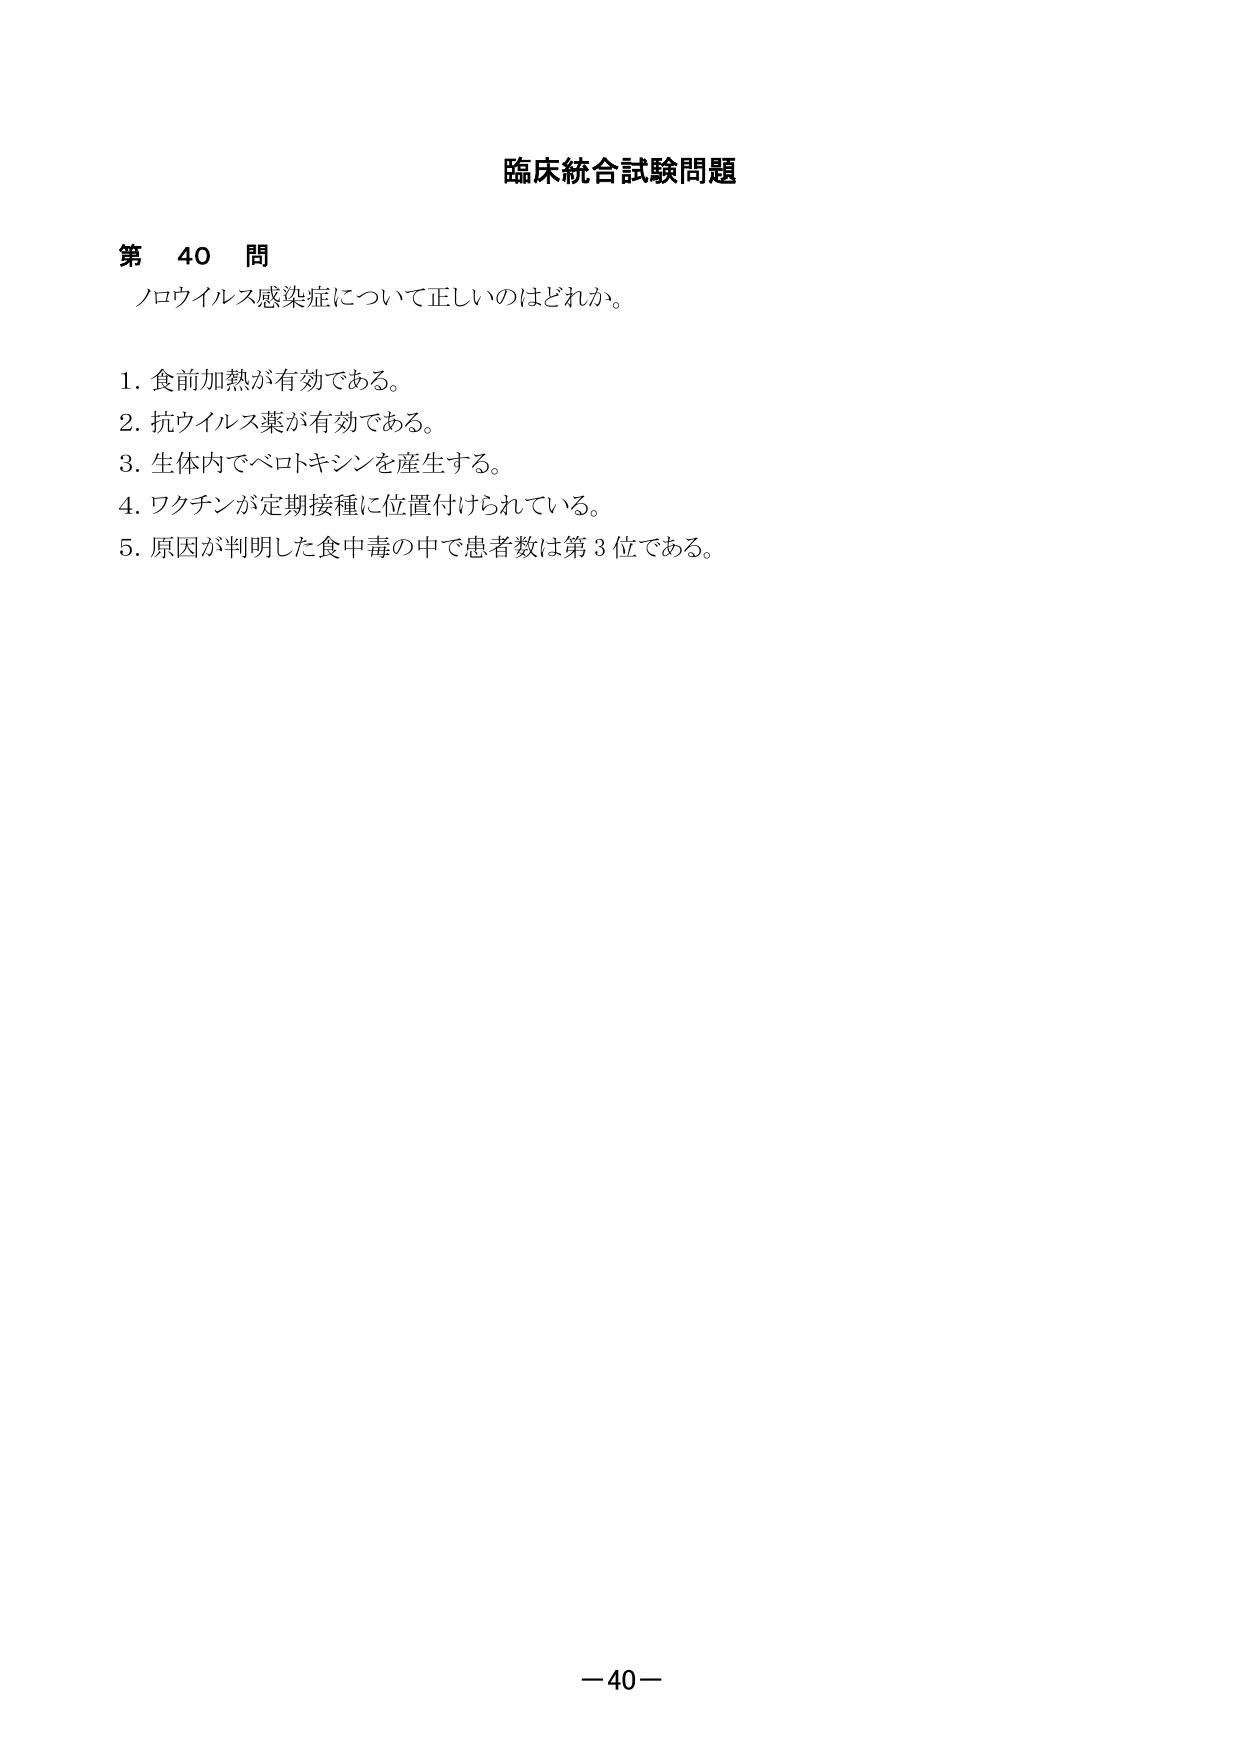 臨床統合試験問題
第 40 問
ノロウイルス感染症について正しいのはどれか。
1. 食前加熱が有効である。
2. 抗ウイルス薬が有効である。
3. 生体内でベロトキシンを産生する。
4. ワクチンが定期接種に位置付けられている。
5. 原因が判明した食中毒の中で患者数は第 3 位である。
－40－